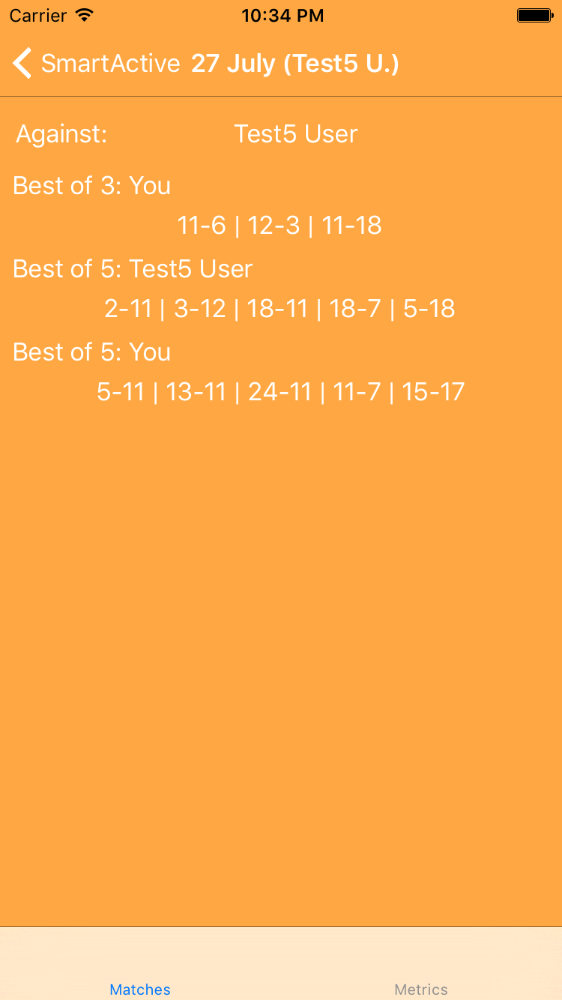 Carrier 10:34 PM
SmartActive 27 July (Test5 U.)
Against: Test5 User
Best of 3: You
11-6 | 12-3 | 11-18
Best of 5: Test5 User
2-11 | 3-12 | 18-11 | 18-7 | 5-18
Best of 5: You
5-11 | 13-11 | 24-11 | 11-7 | 15-17
Matches Metrics